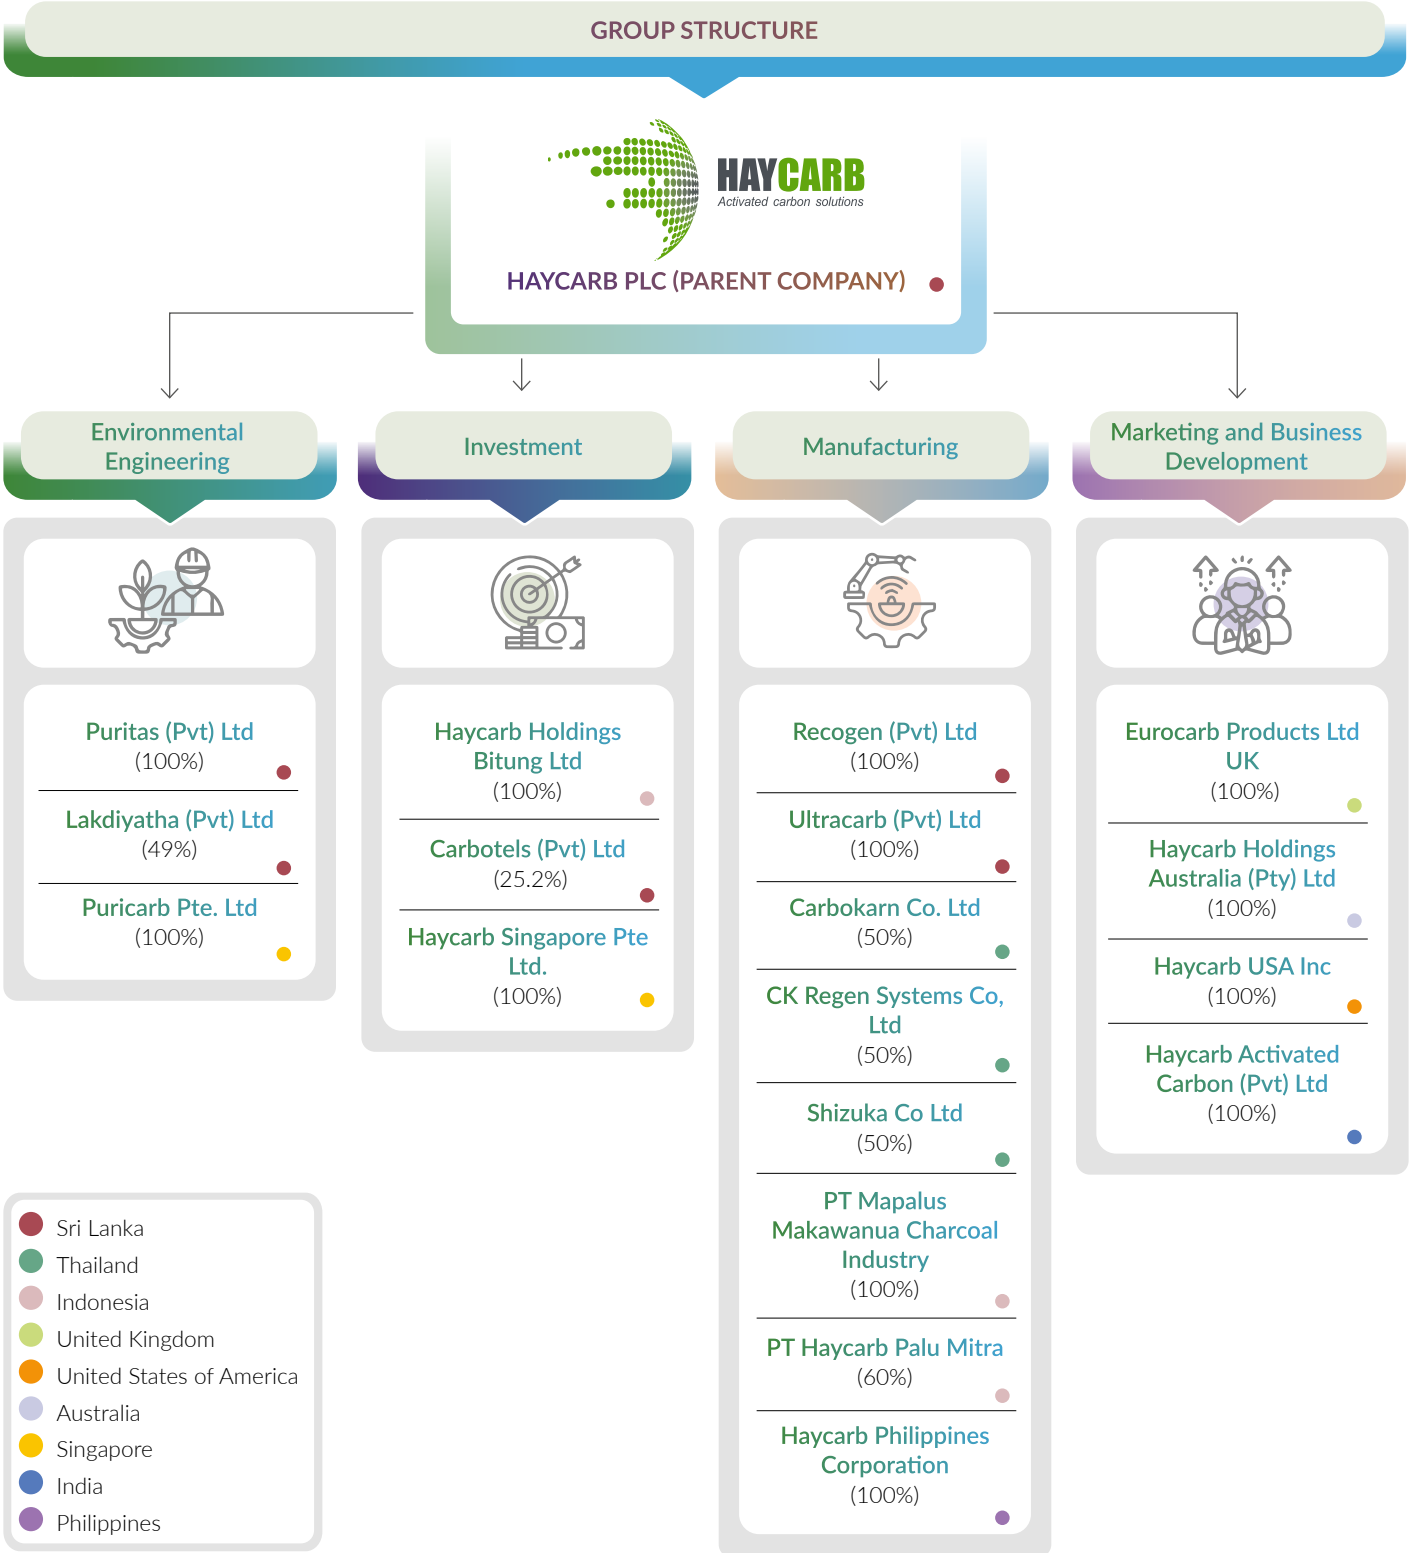 GROUP STRUCTURE
HAYCARB
Activated carbon solutions
HAYCARB PLC (PARENT COMPANY)
Environmental
Engineering
Puritas (Pvt) Ltd
(100%)
Lakdiyatha (Pvt) Ltd
(49%)
Puricarb Pte. Ltd
(100%)
Investment
Haycarb Holdings
Bitung Ltd
(100%)
Carbotels (Pvt) Ltd
(25.2%)
Haycarb Singapore Pte
Ltd.
(100%)
Manufacturing
Recogen (Pvt) Ltd
(100%)
Ultracarb (Pvt) Ltd
(100%)
Carbokarn Co. Ltd
(50%)
CK Regen Systems Co,
Ltd
(50%)
Shizuka Co Ltd
(50%)
PT Mapalus
Makawanua Charcoal
Industry
(100%)
PT Haycarb Palu Mitra
(60%)
Haycarb Philippines
Corporation
(100%)
Marketing and Business
Development
Eurocarb Products Ltd
UK
(100%)
Haycarb Holdings
Australia (Pty) Ltd
(100%)
Haycarb USA Inc
(100%)
Haycarb Activated
Carbon (Pvt) Ltd
(100%)
Sri Lanka
Thailand
Indonesia
United Kingdom
United States of America
Australia
Singapore
India
Philippines